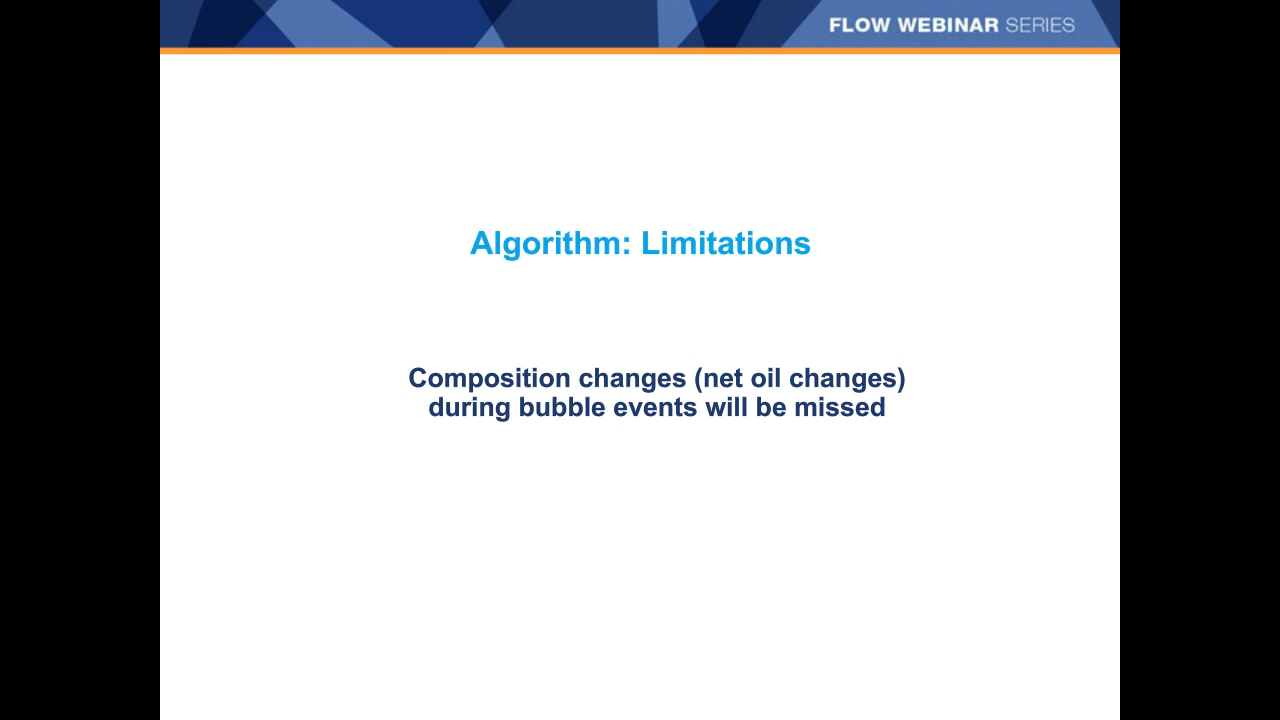 FLOW WEBINAR SERIES
Algorithm: Limitations
Composition changes (net oil changes)
during bubble events will be missed